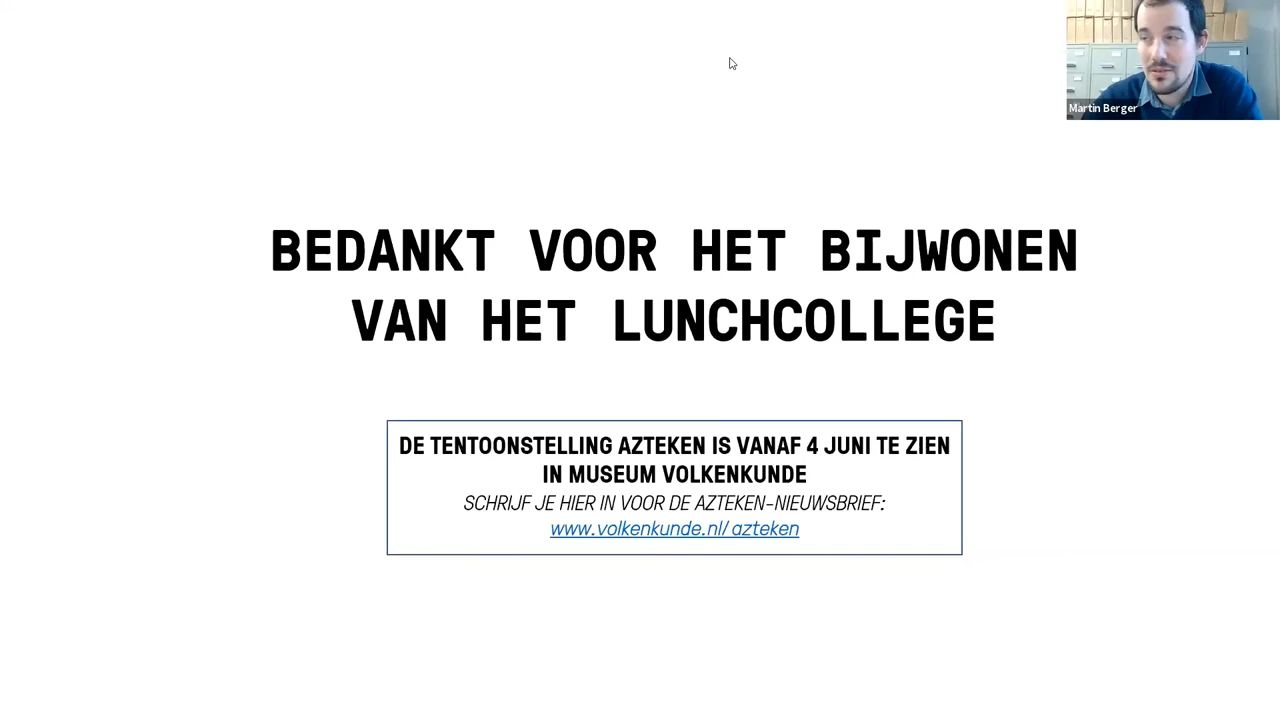 Martin Berger
BEDANKT VOOR HET BIJWONEN
VAN HET LUNCHCOLLEGE
DE TENTOONSTELLING AZTEKEN IS VANAF 4 JUNI TE ZIEN
IN MUSEUM VOLKENKUNDE
SCHRIJF JE HIER IN VOOR DE AZTEKEN-NIEUWSBRIEF:
www.volkenkunde.nl/azteken